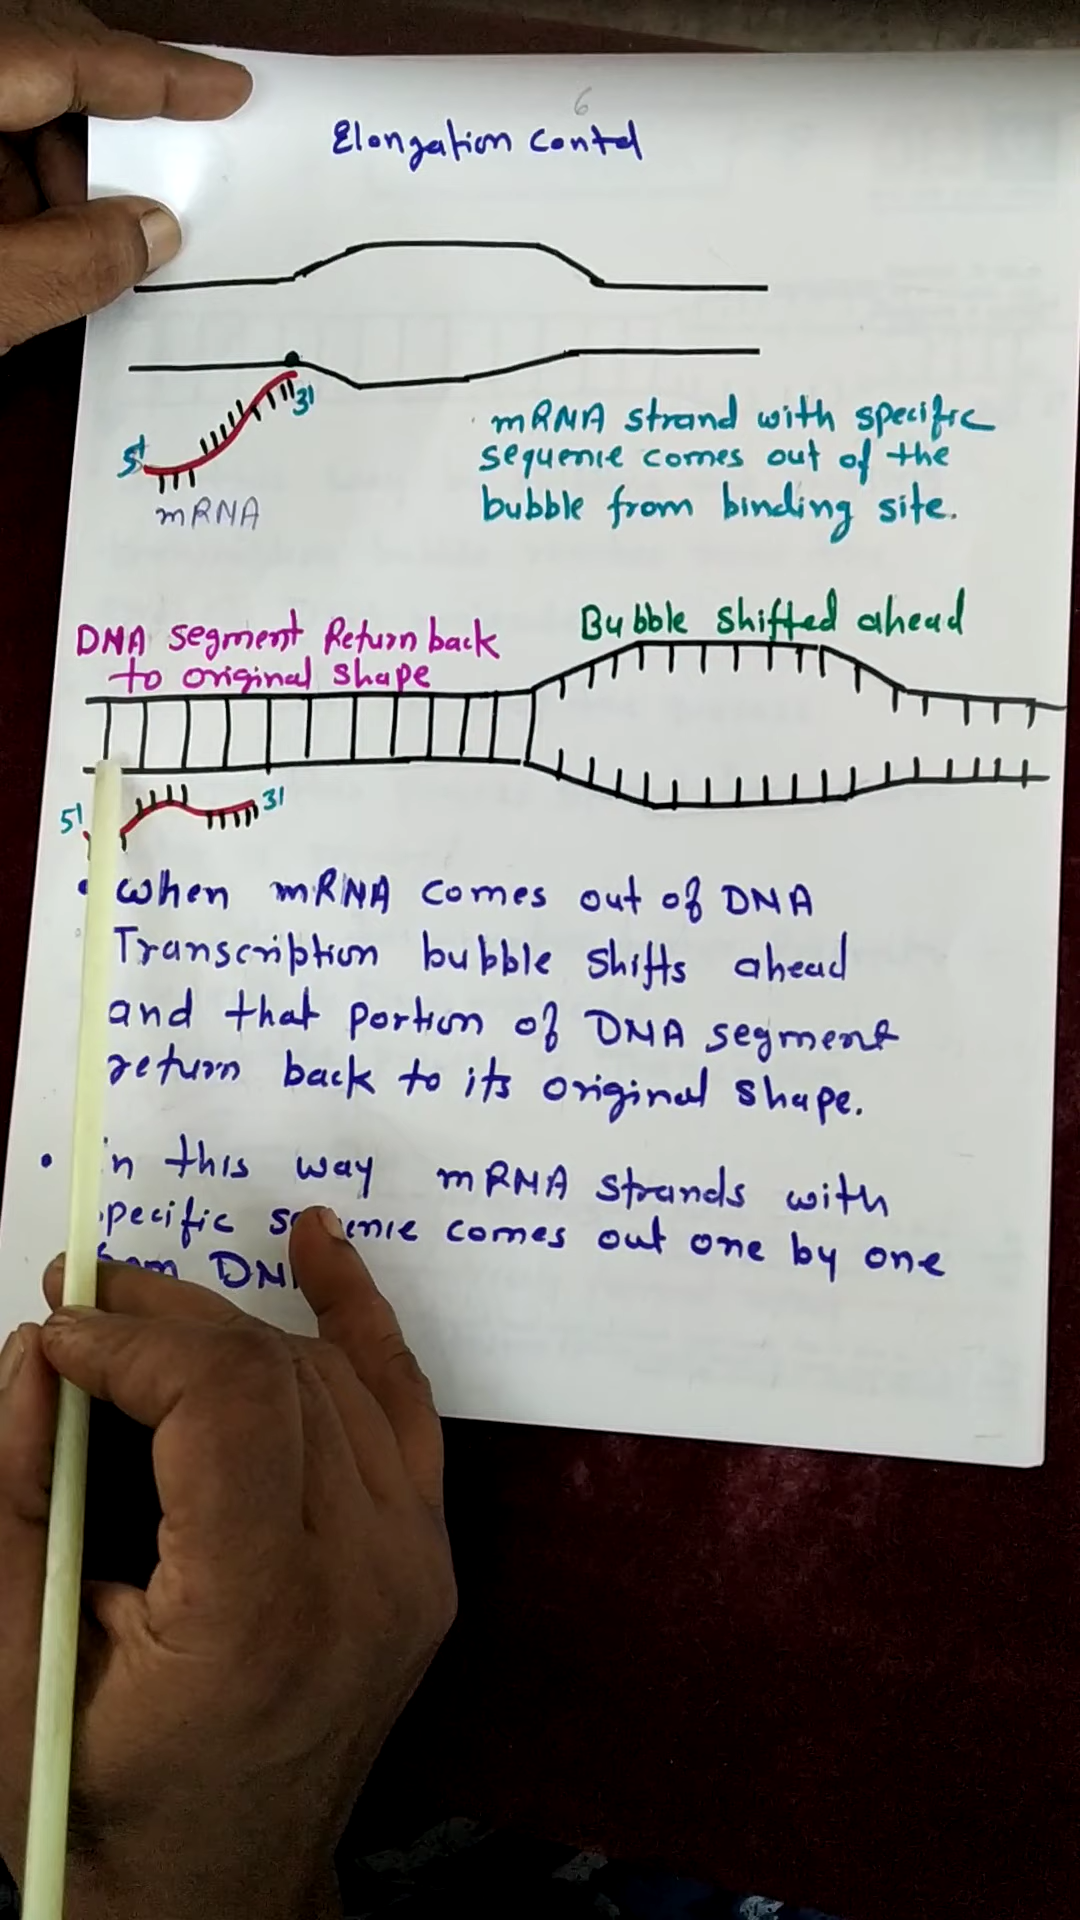 6
Elongation Contd
3'
5'
mRNA
mRNA strand with specific
sequence comes out of the
bubble from binding site.
DNA segment Return back
to original shape
Bubble shifted ahead
5'
3'
• when mRNA comes out of DNA
Transcription bubble shifts ahead
and that portion of DNA segment
return back to its original shape.
• in this way mRNA strands with
comes out one by one